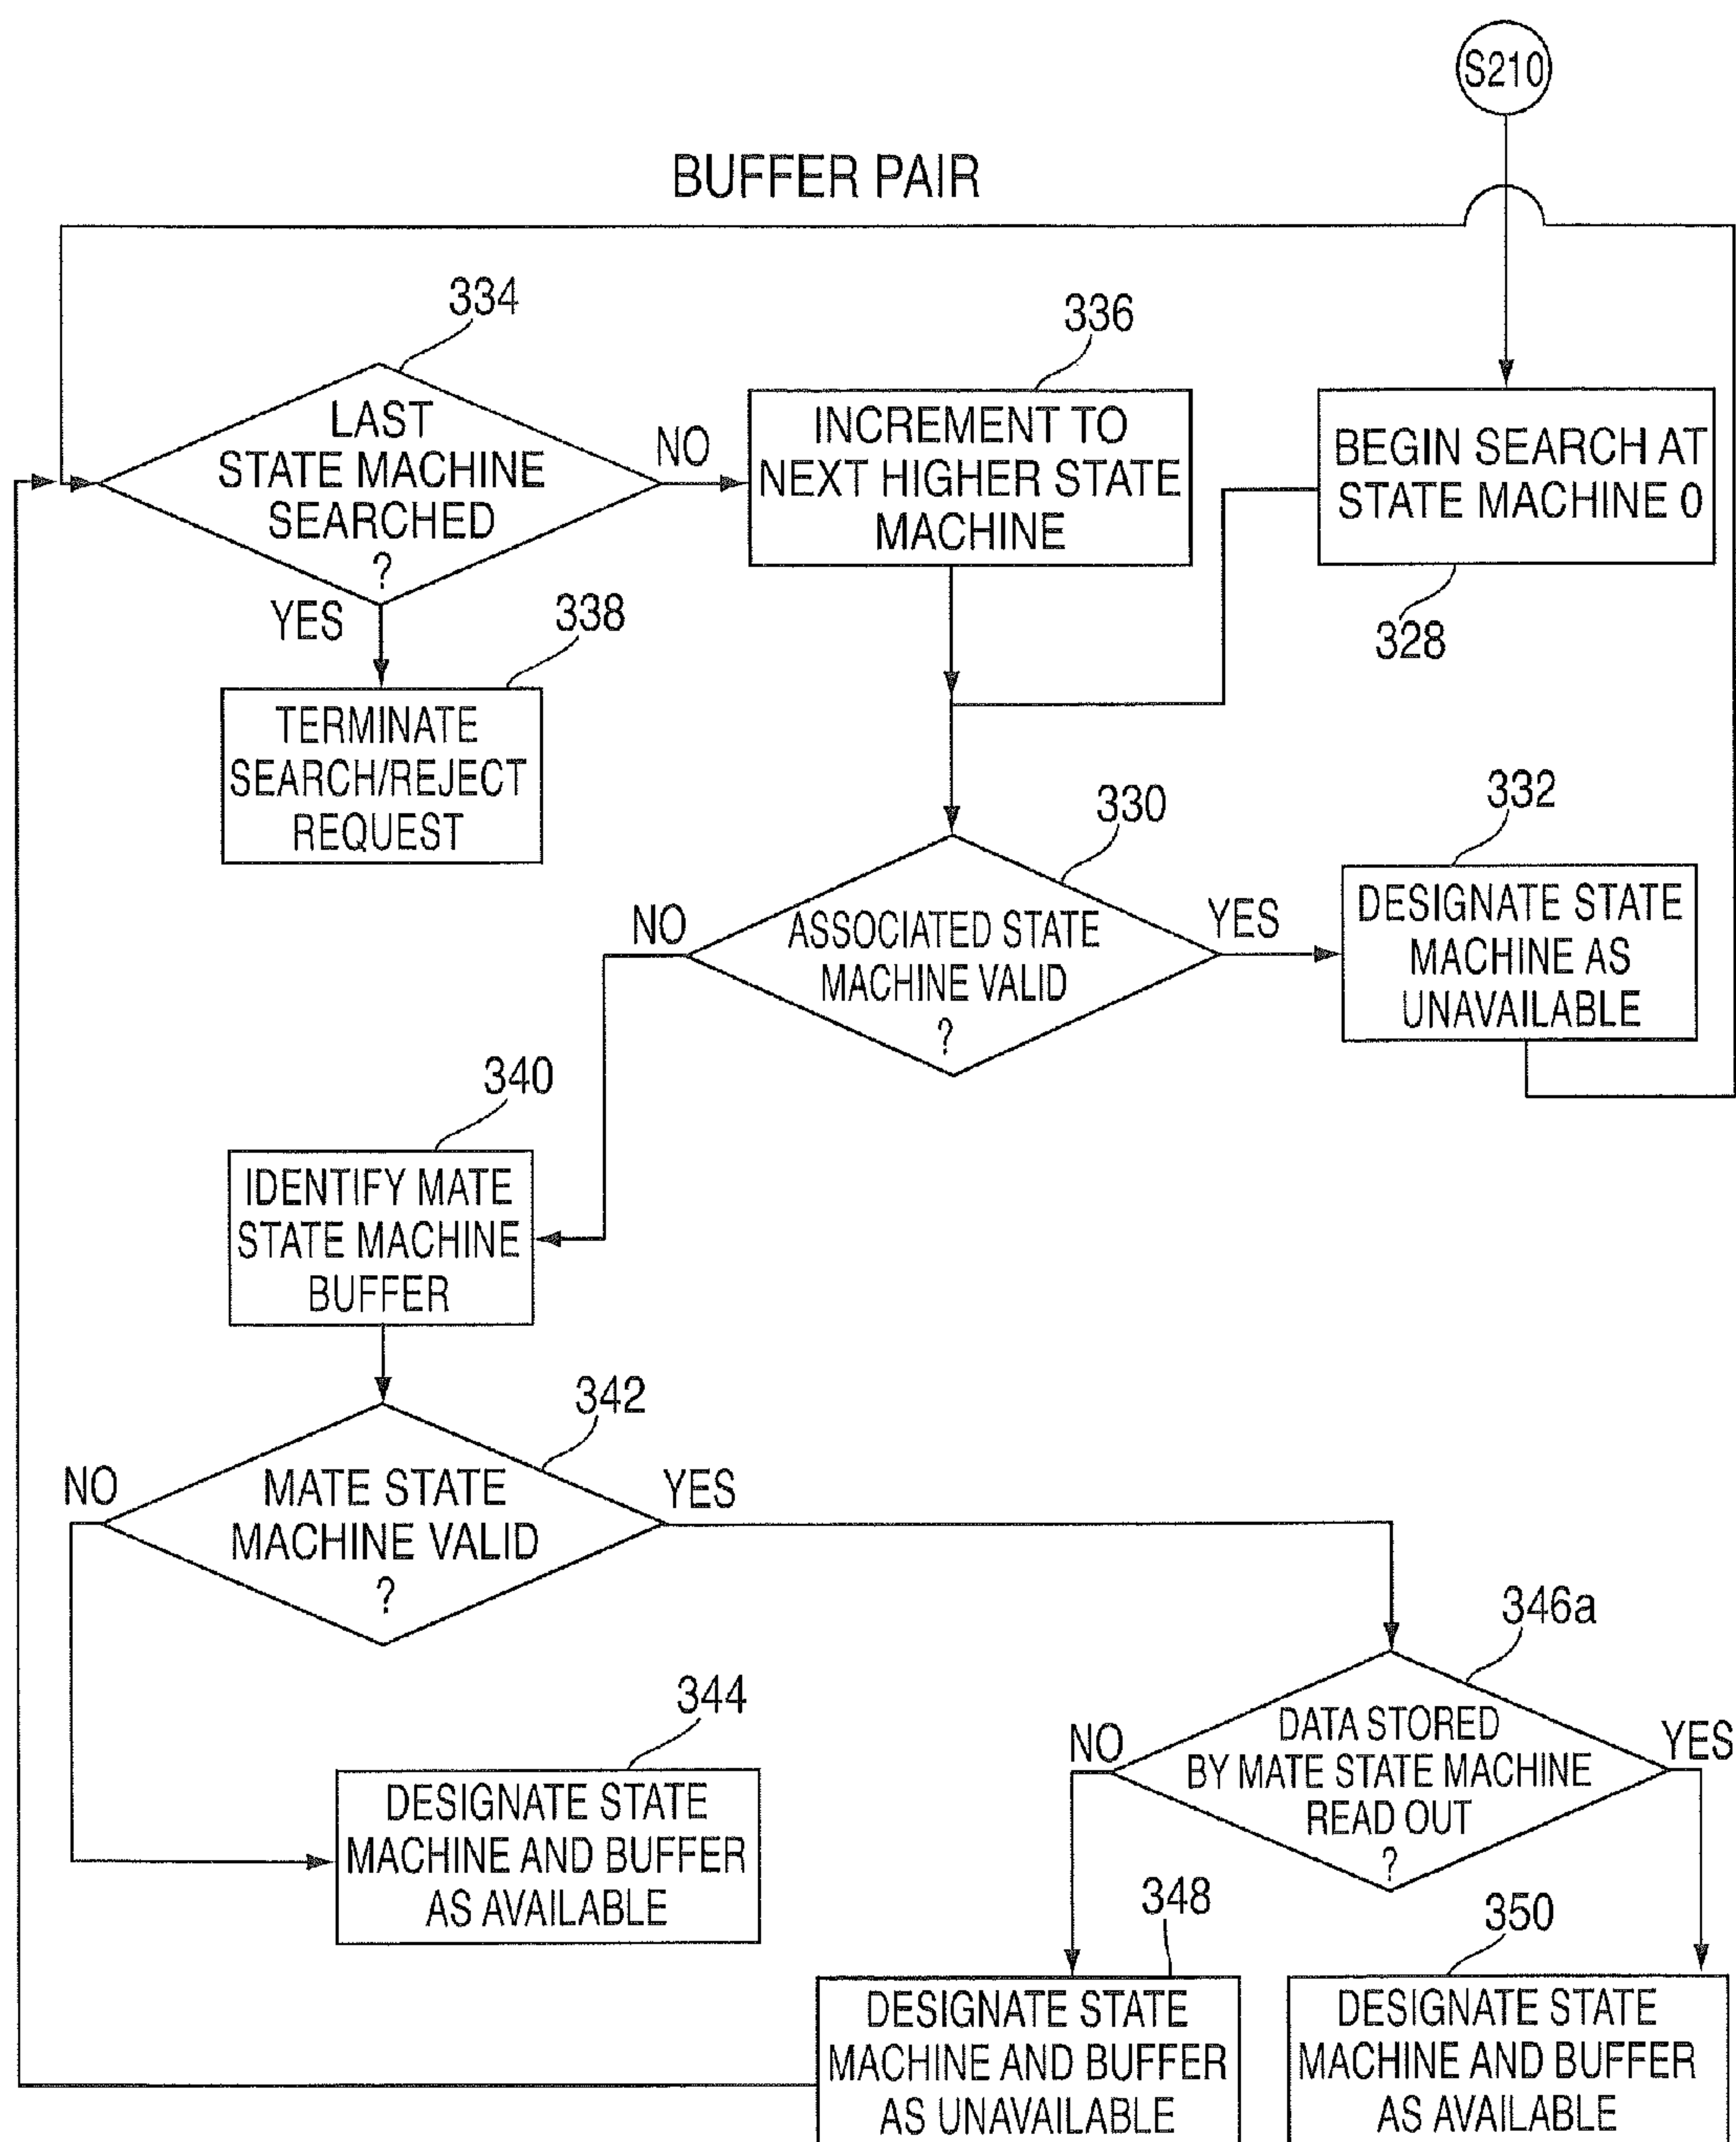 S210
BUFFER PAIR
334
336
LAST
STATE MACHINE
SEARCHED
?
NO
INCREMENT TO
NEXT HIGHER STATE
MACHINE
BEGIN SEARCH AT
STATE MACHINE 0
328
YES
338
TERMINATE
SEARCH/REJECT
REQUEST
330
332
NO
ASSOCIATED STATE
MACHINE VALID
?
YES
DESIGNATE STATE
MACHINE AS
UNAVAILABLE
340
IDENTIFY MATE
STATE MACHINE
BUFFER
342
NO
MATE STATE
MACHINE VALID
?
YES
346a
344
DESIGNATE STATE
MACHINE AND BUFFER
AS AVAILABLE
NO
DATA STORED
BY MATE STATE MACHINE
READ OUT
?
YES
348
350
DESIGNATE STATE
MACHINE AND BUFFER
AS UNAVAILABLE
DESIGNATE STATE
MACHINE AND BUFFER
AS AVAILABLE